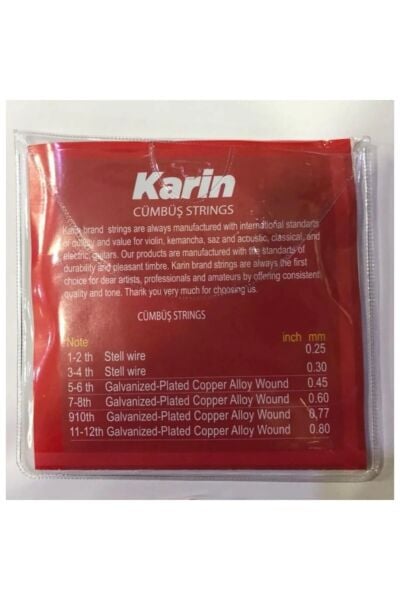 Karin
CÜMBÜŞ STRINGS
Karin brand strings are always manufactured with international standarts
of quality and value for violin, kemancha, saz and acbustic, classical, and
electric guitars. Our products are manufactured with the standards of
durability and pleasant timbre. Karin brand strings are always the first
choice for dear artists, professionals and amateurs by offering consistent
quality and tone. Thank you very much for choosing us.
CÜMBÜŞ STRINGS
Note inch mm
1-2 th Stell wire 0.25
3-4 th Stell wire 0.30
5-6 th Galvanized-Plated Copper Alloy Wound 0.45
7-8th Galvanized-Plated Copper Alloy Wound 0.60
910th Galvanized-Plated Copper Alloy Wound 0,77
11-12th Galvanized-Plated Copper Alloy Wound 0.80